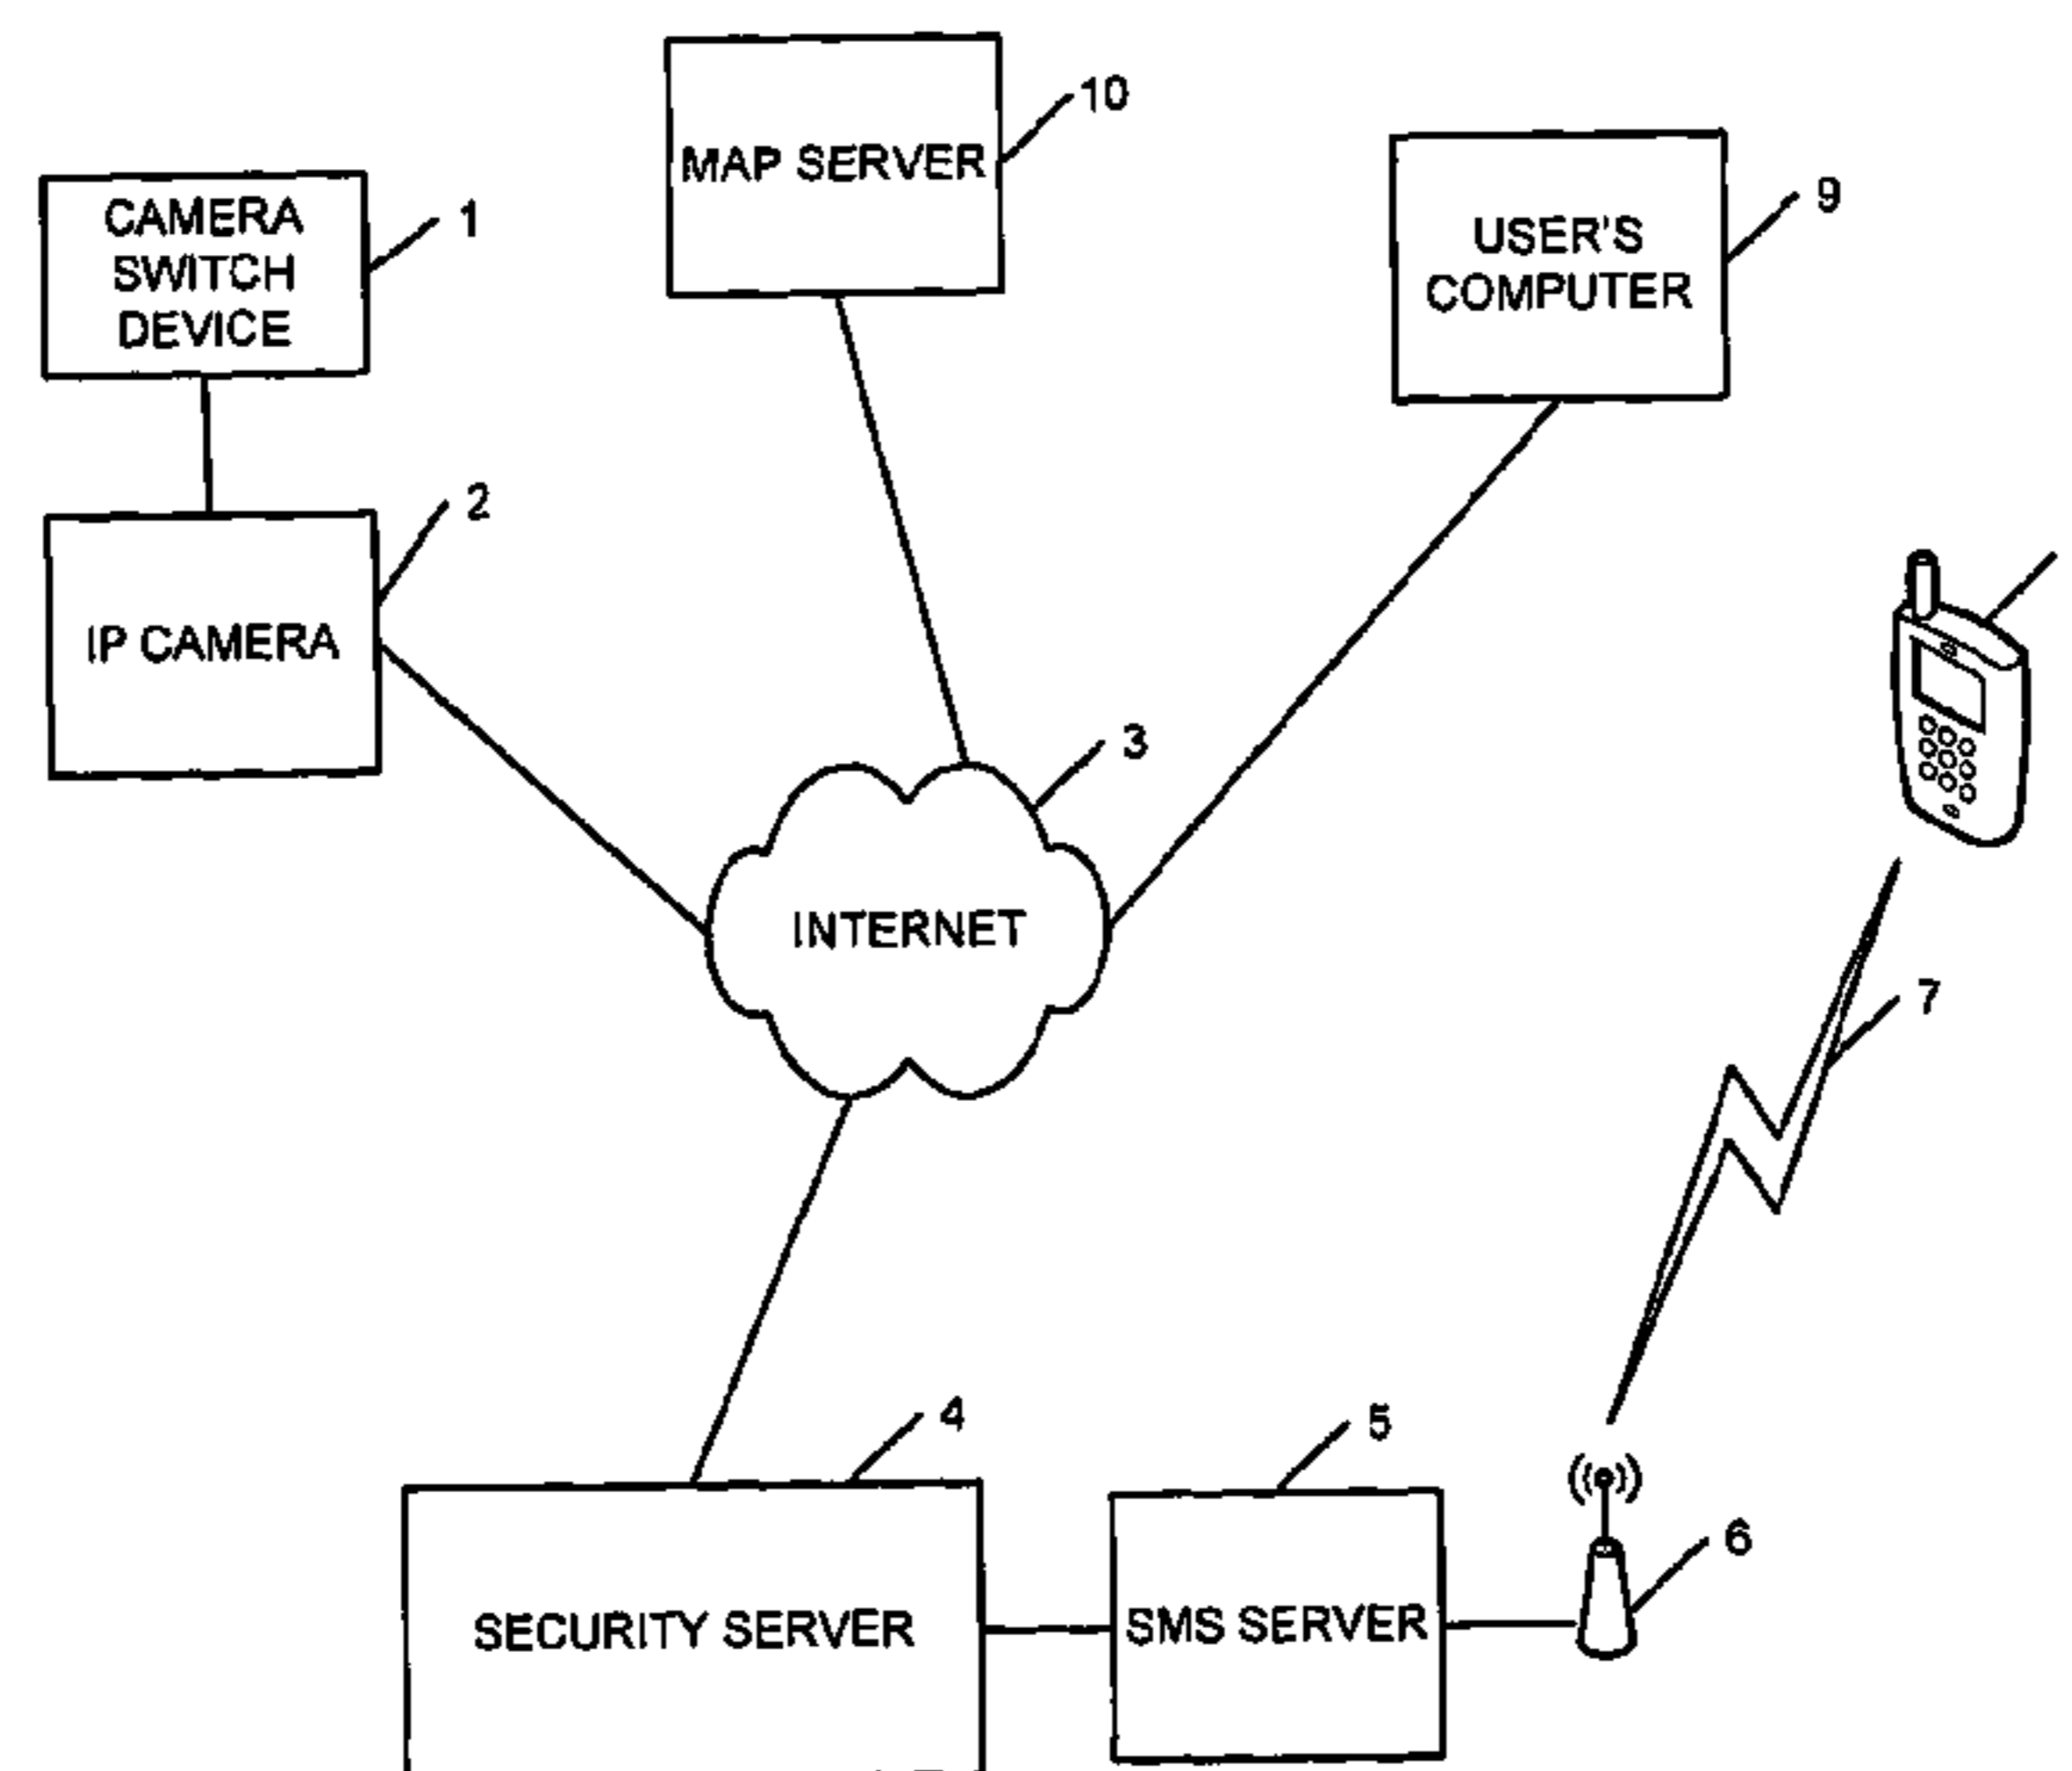 10
MAP SERVER
CAMERA
SWITCH
DEVICE
1
9
USER'S
COMPUTER
2
IP CAMERA
3
INTERNET
7
4
5
6
SECURITY SERVER
SMS SERVER